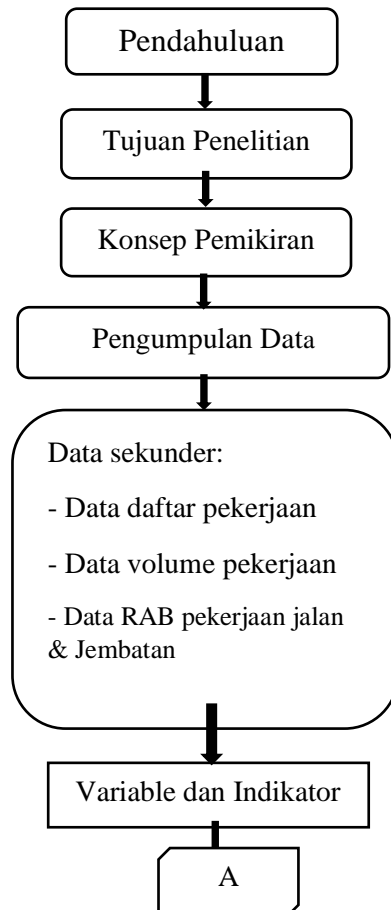 Pendahuluan
Tujuan Penelitian
Konsep Pemikiran
Pengumpulan Data
Data sekunder:
- Data daftar pekerjaan
- Data volume pekerjaan
- Data RAB pekerjaan jalan
& Jembatan
Variable dan Indikator
A